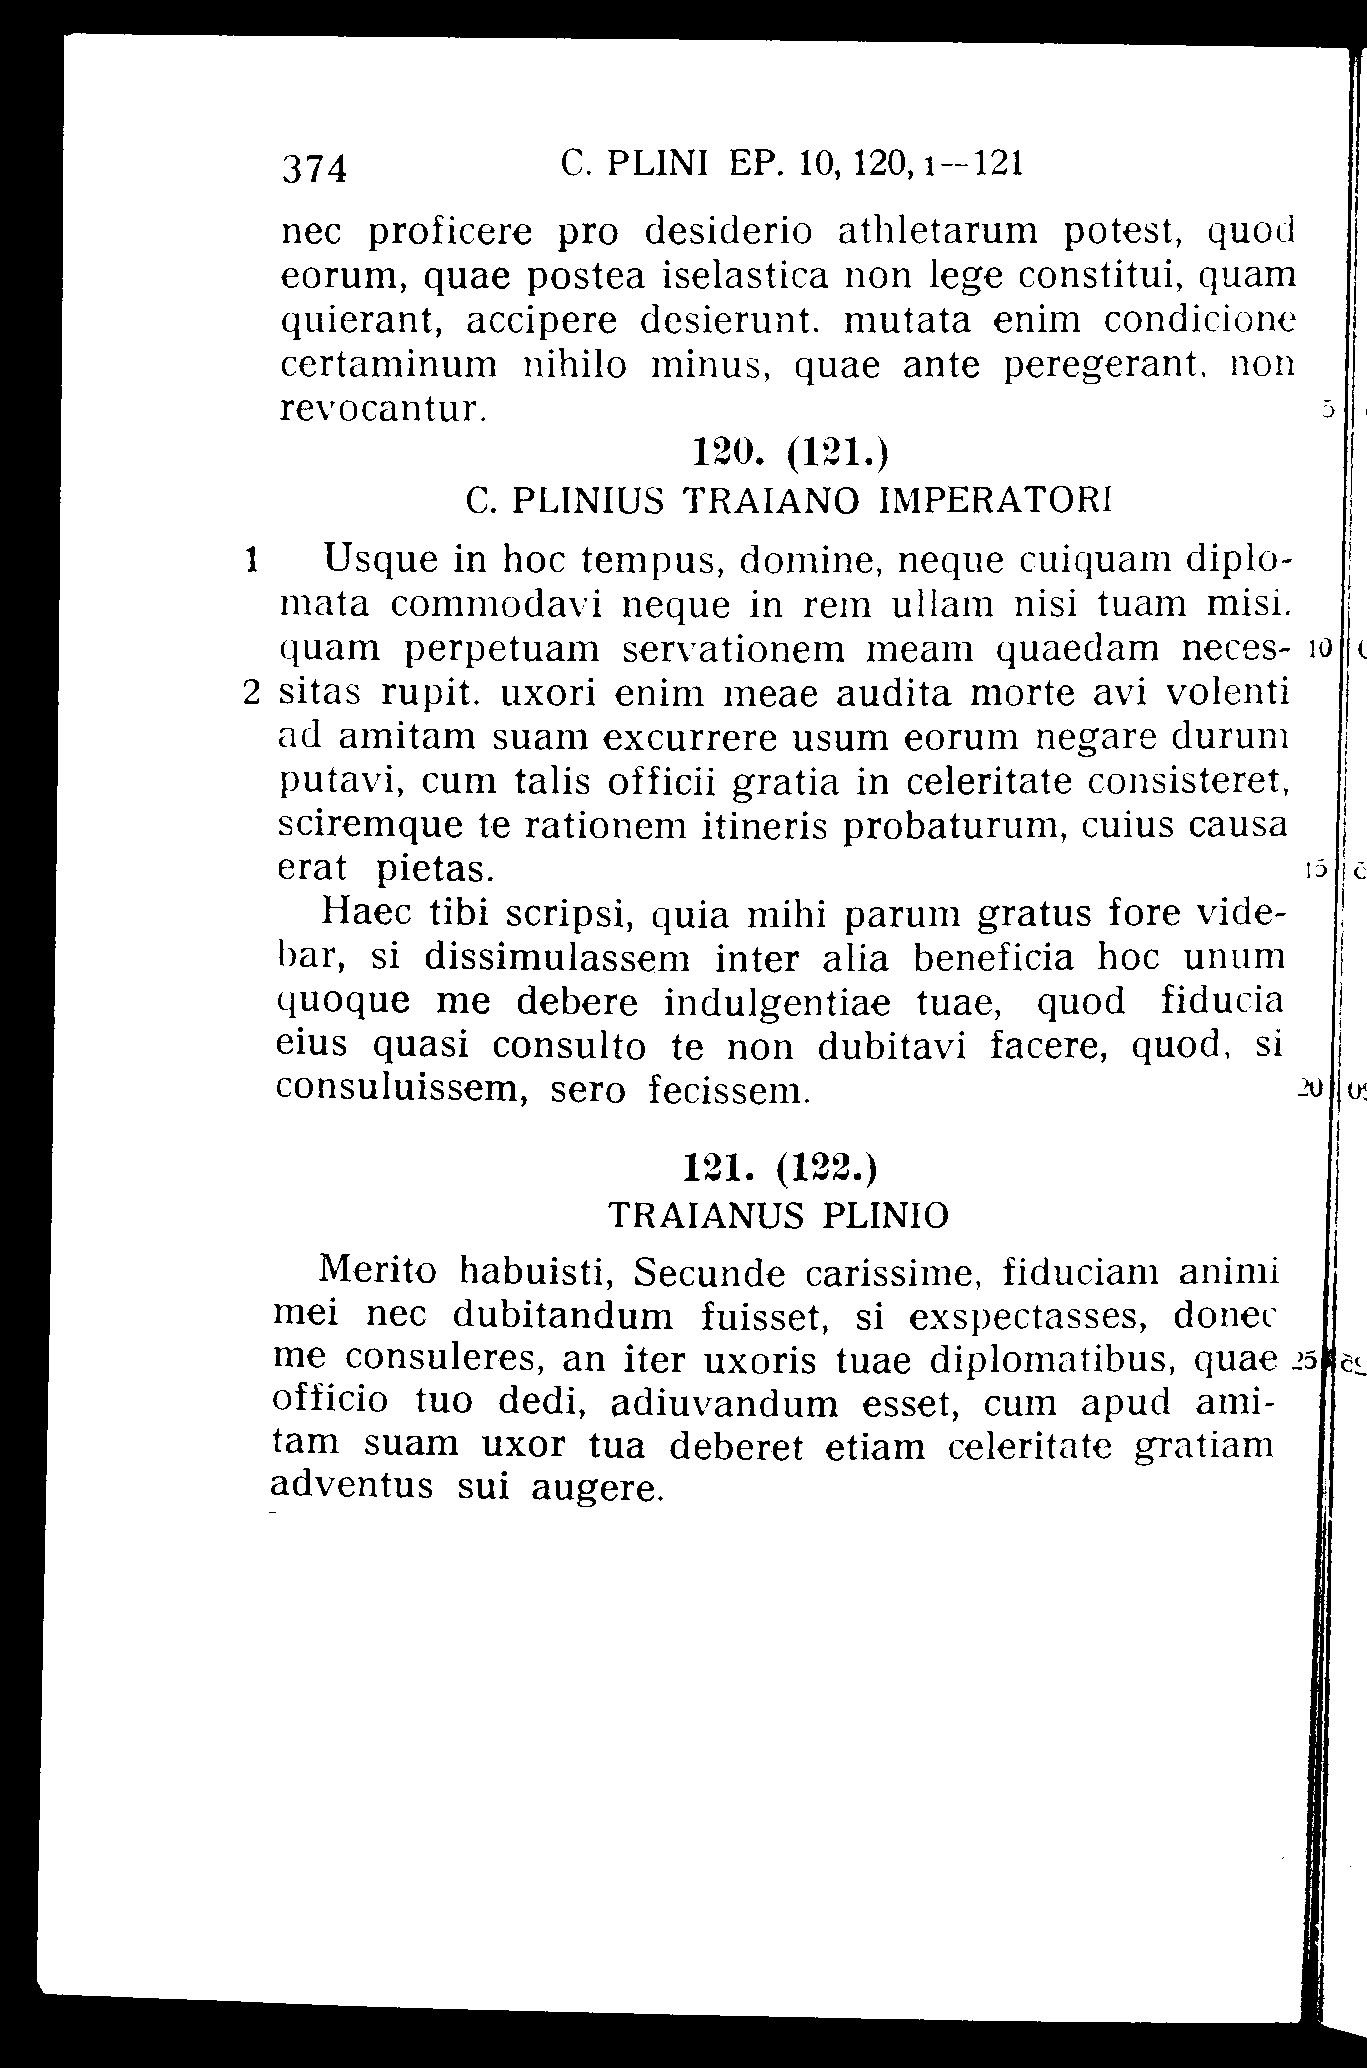 374 C. PLINI EP. 10, 120, 1—121
nec proficere pro desiderio athletarum potest, quod
eorum, quae postea iselastica non lege constitui, quam
quierant, accipere desierunt. mutata enim condicione
certaminum nihilo minus, quae ante peregerant, non
revocantur. 5
120. (121.)
C. PLINIUS TRAIANO IMPERATORI
1 Usque in hoc tempus, domine, neque cuiquam diplo-
mata commodavi neque in rem ullam nisi tuam misi.
quam perpetuam servationem meam quaedam neces- 10
2 sitas rupit. uxori enim meae audita morte avi volenti
ad amitam suam excurrere usum eorum negare durum
putavi, cum talis officii gratia in celeritate consisteret,
sciremque te rationem itineris probaturum, cuius causa
erat pietas. 15
Haec tibi scripsi, quia mihi parum gratus fore vide-
bar, si dissimulassem inter alia beneficia hoc unum
quoque me debere indulgentiae tuae, quod fiducia
eius quasi consulto te non dubitavi facere, quod, si
consuluissem, sero fecissem. 20
121. (122.)
TRAIANUS PLINIO
Merito habuisti, Secunde carissime, fiduciam animi
mei nec dubitandum fuisset, si exspectasses, donec
me consuleres, an iter uxoris tuae diplomatibus, quae 25
officio tuo dedi, adiuvandum esset, cum apud ami-
tam suam uxor tua deberet etiam celeritate gratiam
adventus sui augere.